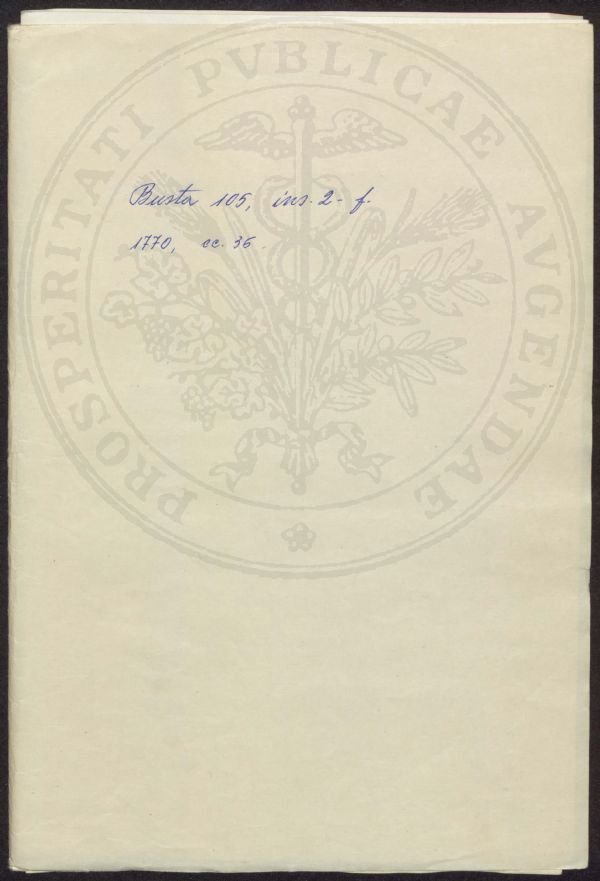 PROSPERITATI PVBLICAE AVGENDAE
Busta 105, ins. 2 - f.
1770, cc. 36.